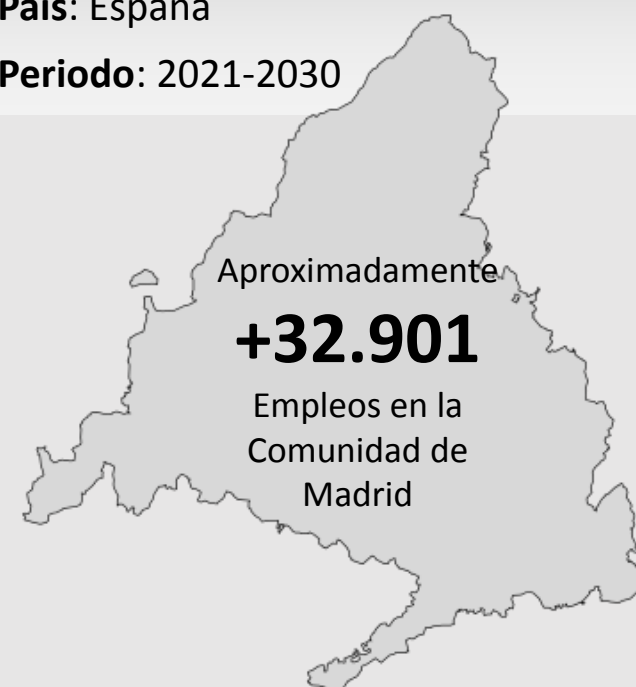 País: España
Periodo: 2021-2030
Aproximadamente
+32.901
Empleos en la
Comunidad de
Madrid